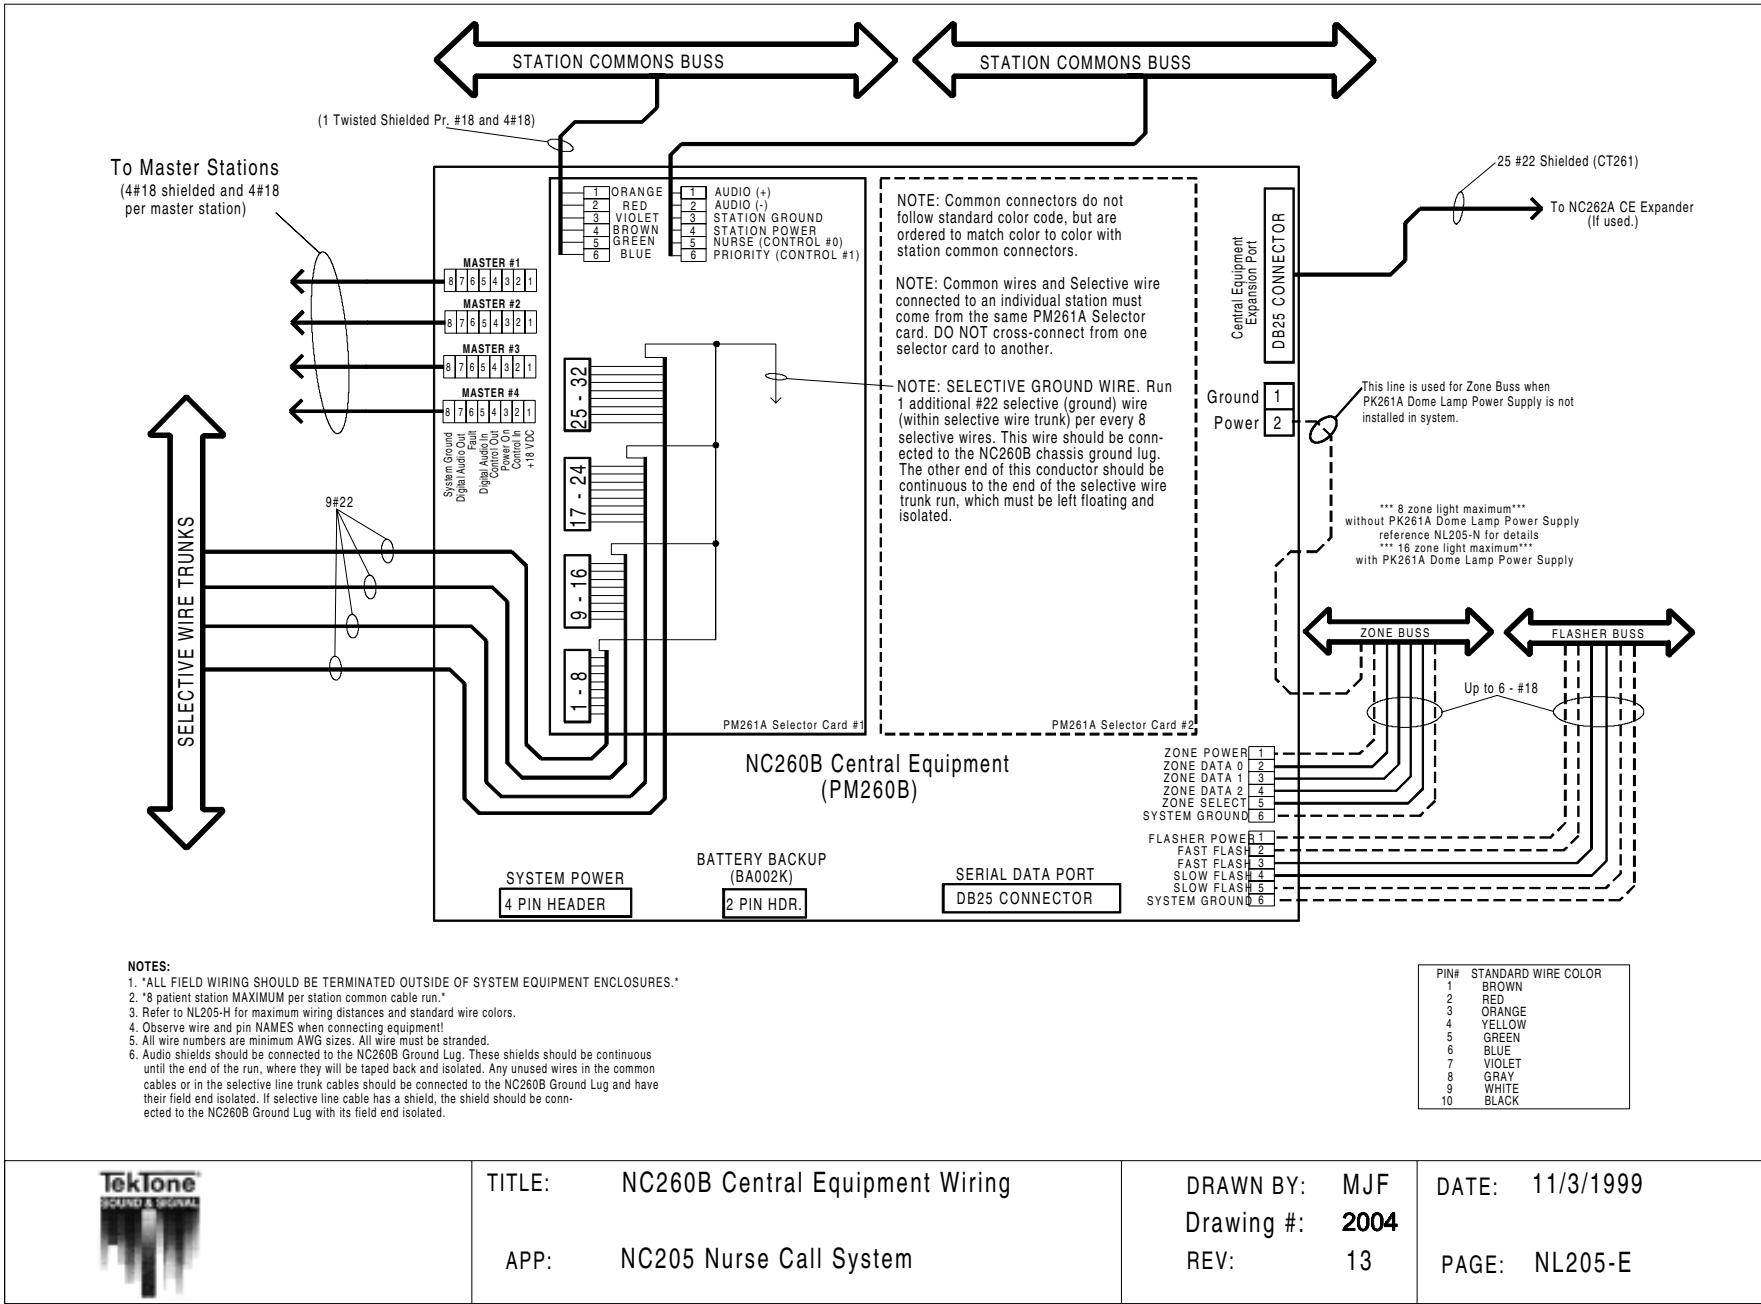 STATION COMMONS BUSS
STATION COMMONS BUSS
(1 Twisted Shielded Pr. #18 and 4#18)
To Master Stations
(4#18 shielded and 4#18
per master station)
25 #22 Shielded (CT261)
To NC262A CE Expander
(If used.)
1 ORANGE
2 RED
3 VIOLET
4 BROWN
5 GREEN
6 BLUE
1 AUDIO (+)
2 AUDIO (-)
3 STATION GROUND
4 STATION POWER
5 NURSE (CONTROL #0)
6 PRIORITY (CONTROL #1)
NOTE: Common connectors do not
follow standard color code, but are
ordered to match color to color with
station common connectors.
NOTE: Common wires and Selective wire
connected to an individual station must
come from the same PM261A Selector
card. DO NOT cross-connect from one
selector card to another.
NOTE: SELECTIVE GROUND WIRE. Run
1 additional #22 selective (ground) wire
(within selective wire trunk) per every 8
selective wires. This wire should be conn-
ected to the NC260B chassis ground lug.
The other end of this conductor should be
continuous to the end of the selective wire
trunk run, which must be left floating and
isolated.
Central Equipment
Expansion Port
DB25 CONNECTOR
Ground 1
Power 2
This line is used for Zone Buss when
PK261A Dome Lamp Power Supply is not
installed in system.
*** 8 zone light maximum***
without PK261A Dome Lamp Power Supply
reference NL205-N for details
*** 16 zone light maximum***
with PK261A Dome Lamp Power Supply
MASTER #1
8 7 6 5 4 3 2 1
MASTER #2
8 7 6 5 4 3 2 1
MASTER #3
8 7 6 5 4 3 2 1
MASTER #4
8 7 6 5 4 3 2 1
System Ground
Digital Audio Out
Fault
Digital Audio In
Control Out
Power On
Control In
+18 VDC
25 - 32
17 - 24
9 - 16
1 - 8
9#22
SELECTIVE WIRE TRUNKS
PM261A Selector Card #1
PM261A Selector Card #2
ZONE BUSS
FLASHER BUSS
Up to 6 - #18
NC260B Central Equipment
(PM260B)
ZONE POWER 1
ZONE DATA 0 2
ZONE DATA 1 3
ZONE DATA 2 4
ZONE SELECT 5
SYSTEM GROUND 6
FLASHER POWER 1
FAST FLASH 2
FAST FLASH 3
SLOW FLASH 4
SLOW FLASH 5
SYSTEM GROUND 6
SYSTEM POWER
4 PIN HEADER
BATTERY BACKUP
(BA002K)
2 PIN HDR.
SERIAL DATA PORT
DB25 CONNECTOR
NOTES:
1. "ALL FIELD WIRING SHOULD BE TERMINATED OUTSIDE OF SYSTEM EQUIPMENT ENCLOSURES."
2. "8 patient station MAXIMUM per station common cable run."
3. Refer to NL205-H for maximum wiring distances and standard wire colors.
4. Observe wire and pin NAMES when connecting equipment!
5. All wire numbers are minimum AWG sizes. All wire must be stranded.
6. Audio shields should be connected to the NC260B Ground Lug. These shields should be continuous
until the end of the run, where they will be taped back and isolated. Any unused wires in the common
cables or in the selective line trunk cables should be connected to the NC260B Ground Lug and have
their field end isolated. If selective line cable has a shield, the shield should be conn-
ected to the NC260B Ground Lug with its field end isolated.
PIN# STANDARD WIRE COLOR
1 BROWN
2 RED
3 ORANGE
4 YELLOW
5 GREEN
6 BLUE
7 VIOLET
8 GRAY
9 WHITE
10 BLACK
TekTone
SOUND & SIGNAL
TITLE: NC260B Central Equipment Wiring
APP: NC205 Nurse Call System
DRAWN BY: MJF
Drawing #: 2004
REV: 13
DATE: 11/3/1999
PAGE: NL205-E